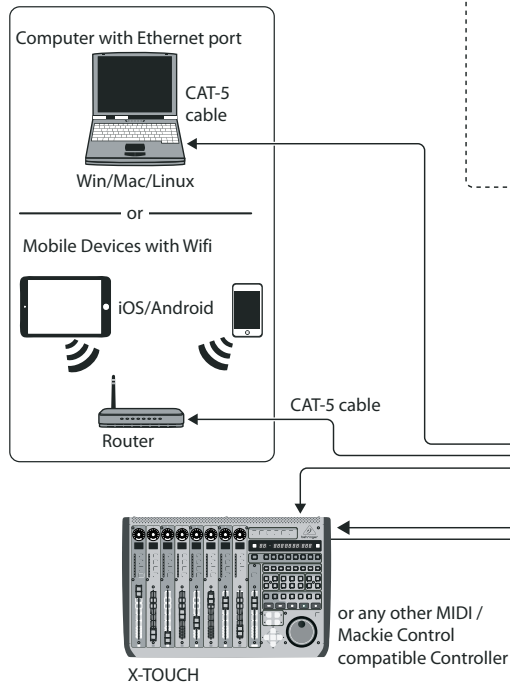 Computer with Ethernet port
CAT-5
cable
Win/Mac/Linux
or
Mobile Devices with Wifi
iOS/Android
Router
CAT-5 cable
X-TOUCH
or any other MIDI /
Mackie Control
compatible Controller